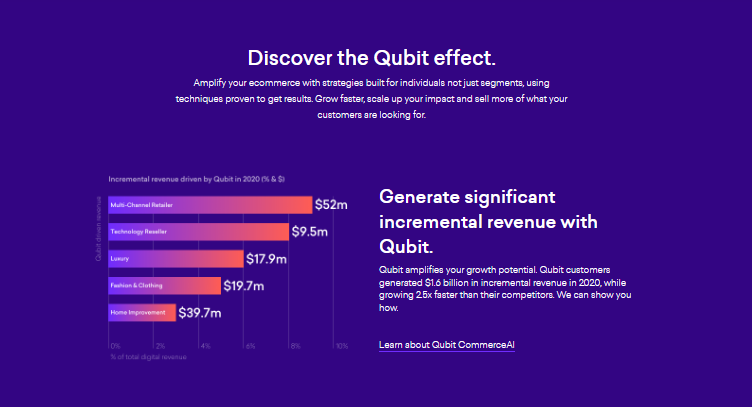 Discover the Qubit effect.
Amplify your ecommerce with strategies built for individuals not just segments, using
techniques proven to get results. Grow faster, scale up your impact and sell more of what your
customers are looking for.
Incremental revenue driven by Qubit in 2020 (% & $)
Qubit driven revenue
Multi-Channel Retailer $52m
Technology Reseller $9.5m
Luxury $17.9m
Fashion & Clothing $19.7m
Home Improvement $39.7m
0% 2% 4% 6% 8% 10%
% of total digital revenue
Generate significant
incremental revenue with
Qubit.
Qubit amplifies your growth potential. Qubit customers
generated $1.6 billion in incremental revenue in 2020, while
growing 2.5x faster than their competitors. We can show you
how.
Learn about Qubit CommerceAI